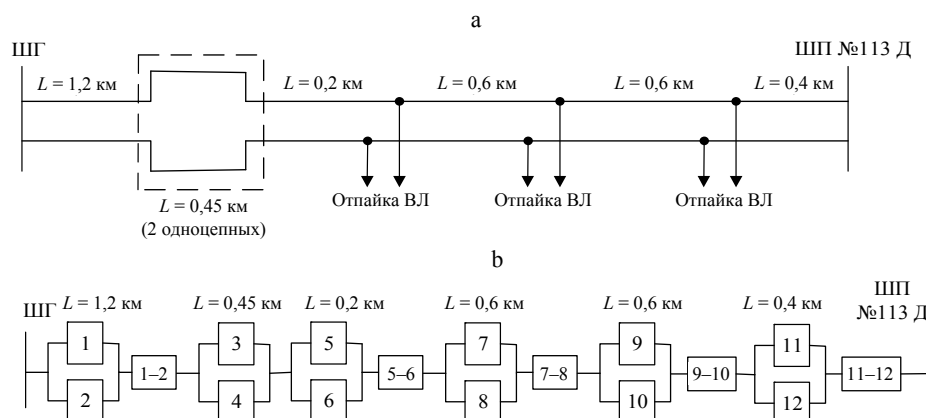 a
ШГ
ШП №113 Д
L = 1,2 км
L = 0,2 км
L = 0,6 км
L = 0,6 км
L = 0,4 км
Отпайка ВЛ
Отпайка ВЛ
Отпайка ВЛ
L = 0,45 км
(2 одноцепных)
b
ШГ
L = 1,2 км
L = 0,45 км
L = 0,2 км
L = 0,6 км
L = 0,6 км
L = 0,4 км
ШП
№113 Д
1
3
5
7
9
11
1–2
5–6
7–8
9–10
11–12
2
4
6
8
10
12